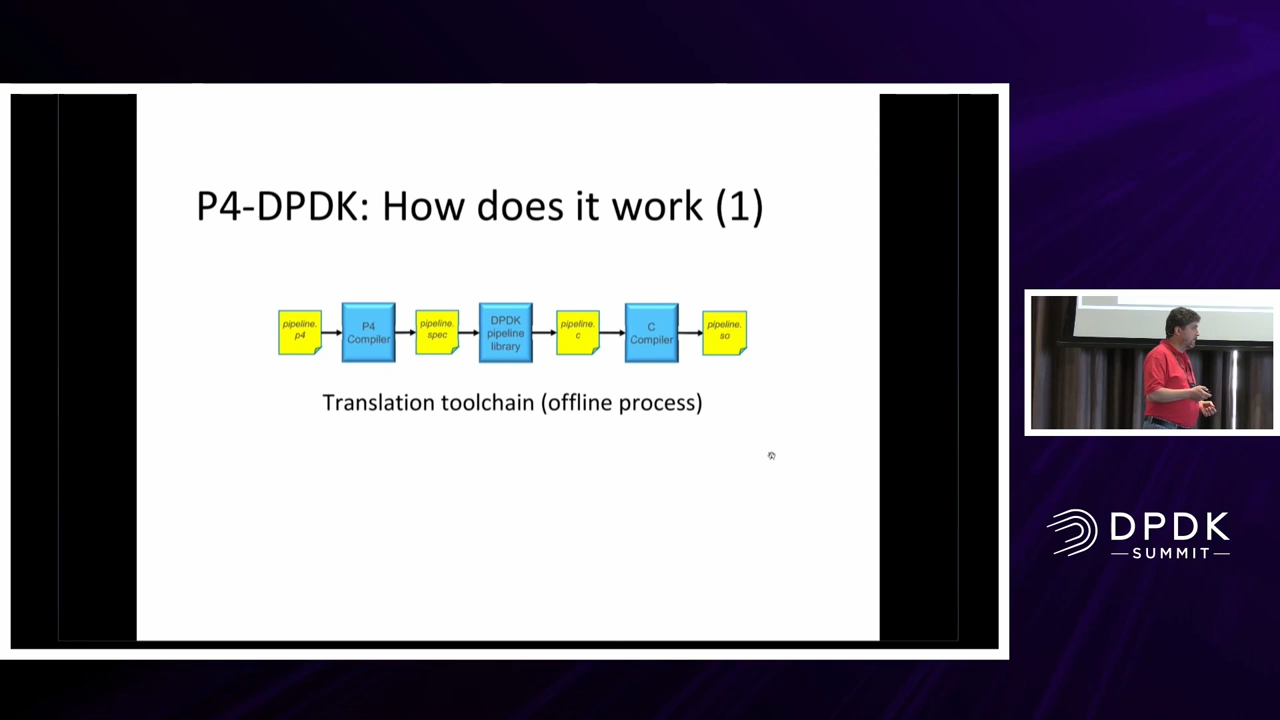 P4-DPDK: How does it work (1)
pipeline.
p4
P4
Compiler
pipeline.
spec
DPDK
pipeline
library
pipeline.
c
C
Compiler
pipeline.
so
Translation toolchain (offline process)
DPDK
SUMMIT